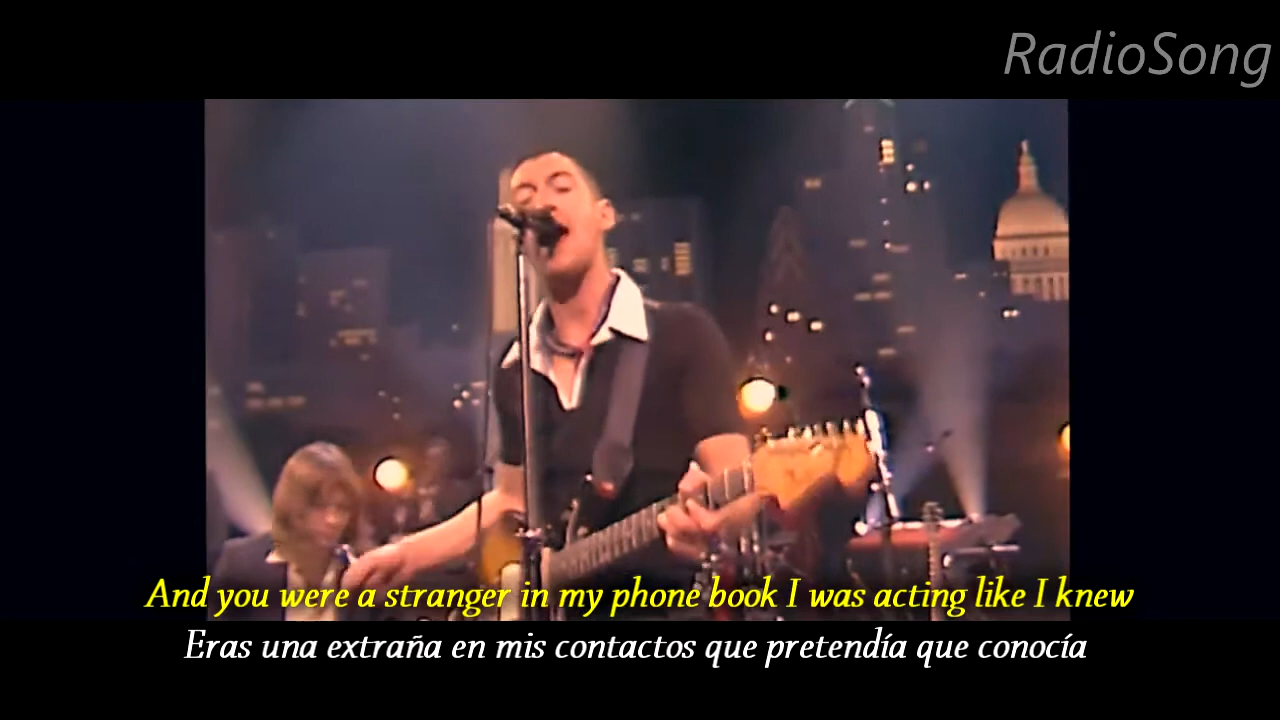 RadioSong
And you were a stranger in my phone book I was acting like I knew
Eras una extraña en mis contactos que pretendía que conocía